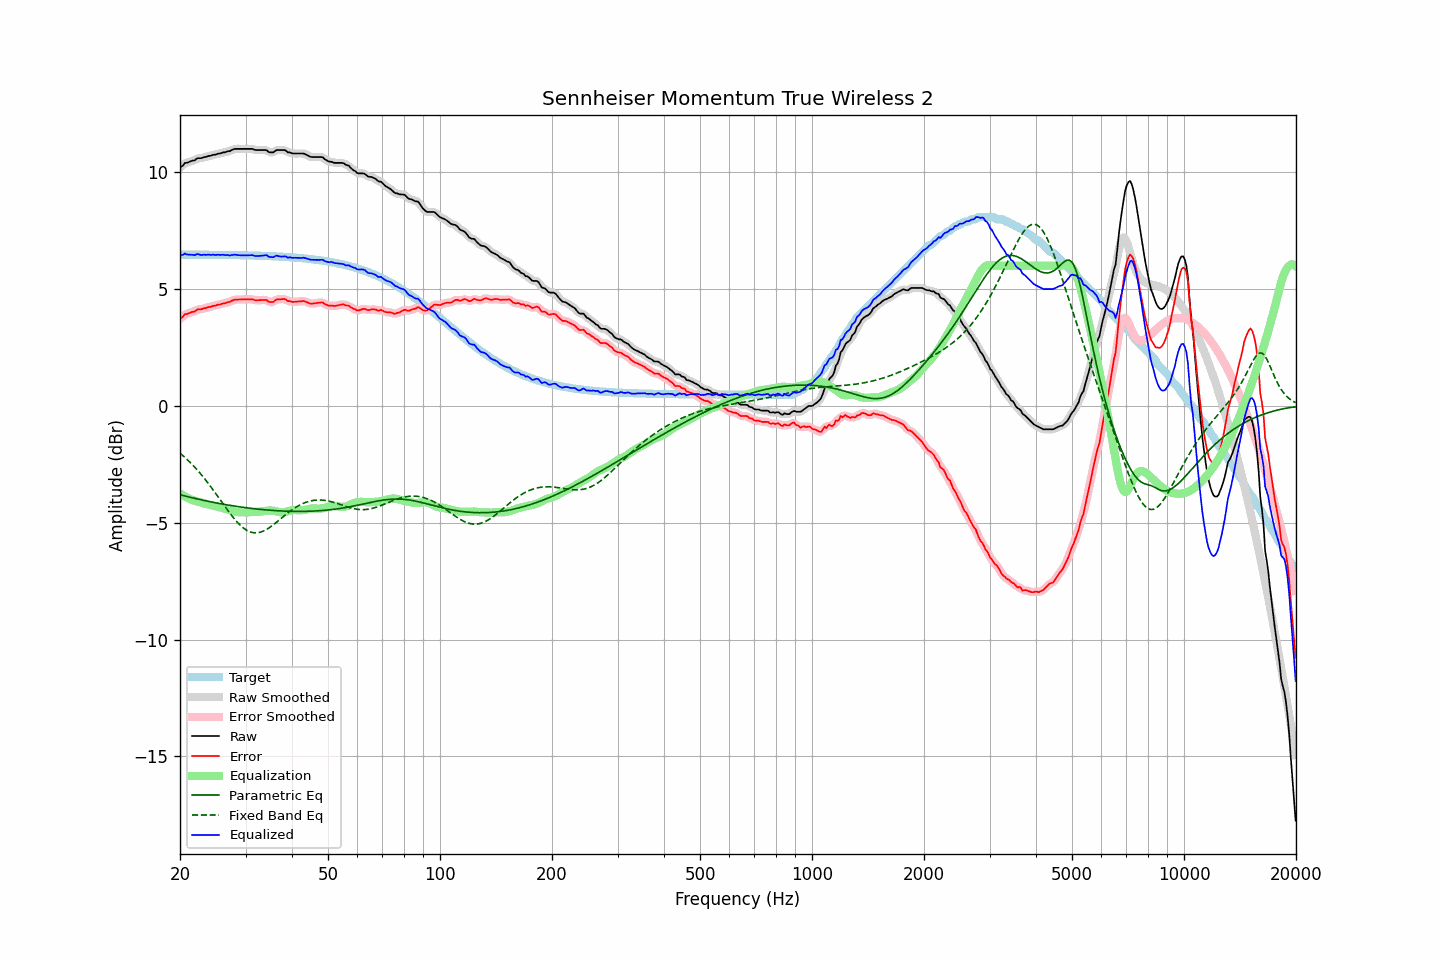 Sennheiser Momentum True Wireless 2
Amplitude (dBr)
10
5
0
−5
−10
−15
Target
Raw Smoothed
Error Smoothed
Raw
Error
Equalization
Parametric Eq
Fixed Band Eq
Equalized
20 50 100 200 500 1000 2000 5000 10000 20000
Frequency (Hz)